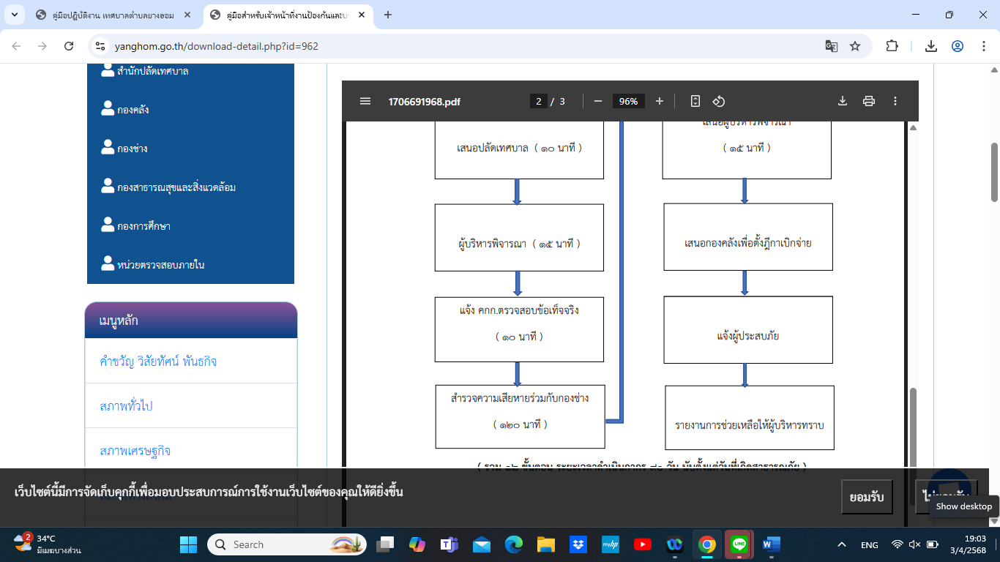 คู่มือปฏิบัติงาน เทศบาลตำบลยางฮอม
คู่มือสำหรับเจ้าหน้าที่งานป้องกันและบ
yanghom.go.th/download-detail.php?id=962
สำนักปลัดเทศบาล
กองคลัง
กองช่าง
กองสาธารณสุขและสิ่งแวดล้อม
กองการศึกษา
หน่วยตรวจสอบภายใน
เมนูหลัก
คำขวัญ วิสัยทัศน์ พันธกิจ
สภาพทั่วไป
สภาพเศรษฐกิจ
1706691968.pdf
2 / 3
96%
เสนอปลัดเทศบาล ( ๑๐ นาที )
ผู้บริหารพิจารณา ( ๑๕ นาที )
แจ้ง คกก.ตรวจสอบข้อเท็จจริง
( ๑๐ นาที )
สำรวจความเสียหายร่วมกับกองช่าง
( ๑๒๐ นาที )
เสนอผู้บริหารพิจารณา
( ๑๕ นาที )
เสนอกองคลังเพื่อตั้งฎีกาเบิกจ่าย
แจ้งผู้ประสบภัย
รายงานการช่วยเหลือให้ผู้บริหารทราบ
( รวม ๑๒ ขั้นตอน ระยะเวลาดำเนินการ ๙๐ วัน นับตั้งแต่วันที่เกิดสาธารณภัย )
เว็บไซต์นี้มีการจัดเก็บคุกกี้เพื่อมอบประสบการณ์การใช้งานเว็บไซต์ของคุณให้ดียิ่งขึ้น
ยอมรับ
Show desktop
2
34°C
มีเมฆบางส่วน
Search
myhp
LINE
ENG
19:03
3/4/2568